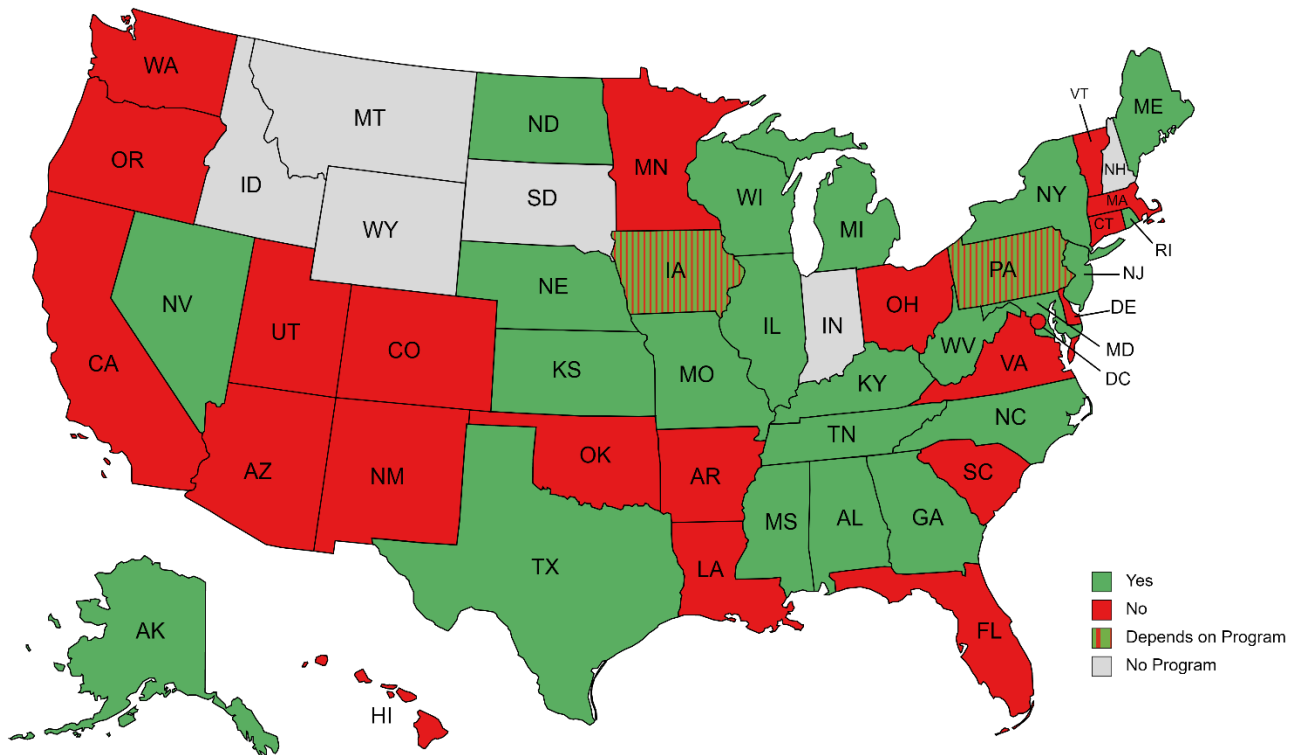 WA
MT
ND
MN
VT
ME
OR
ID
SD
WI
NH
NY
MA
WY
MI
CT
RI
IA
PA
NE
NJ
NV
OH
IL
IN
DE
UT
CO
WV
MD
CA
KS
MO
VA
KY
DC
NC
TN
OK
AZ
NM
AR
SC
MS
AL
GA
TX
LA
Yes
No
FL
Depends on Program
AK
No Program
HI